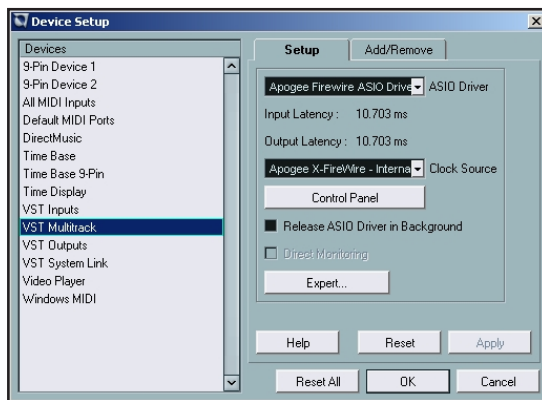 Device Setup
Devices
9-Pin Device 1
9-Pin Device 2
All MIDI Inputs
Default MIDI Ports
DirectMusic
Time Base
Time Base 9-Pin
Time Display
VST Inputs
VST Multitrack
VST Outputs
VST System Link
Video Player
Windows MIDI
Setup
Add/Remove
Apogee Firewire ASIO Drive ASIO Driver
Input Latency : 10.703 ms
Output Latency : 10.703 ms
Apogee X-FireWire - Interna Clock Source
Control Panel
Release ASIO Driver in Background
Direct Monitoring
Expert...
Help Reset Apply
Reset All OK Cancel